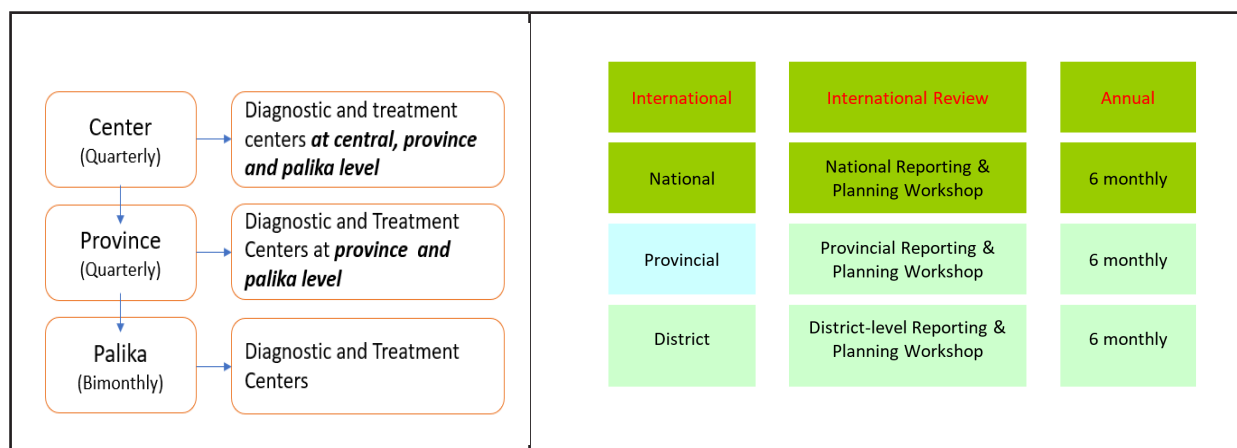 Center
(Quarterly)
Diagnostic and treatment
centers at central, province
and palika level
Province
(Quarterly)
Diagnostic and Treatment
Centers at province and
palika level
Palika
(Bimonthly)
Diagnostic and Treatment
Centers
International
International Review
Annual
National
National Reporting &
Planning Workshop
6 monthly
Provincial
Provincial Reporting &
Planning Workshop
6 monthly
District
District-level Reporting &
Planning Workshop
6 monthly